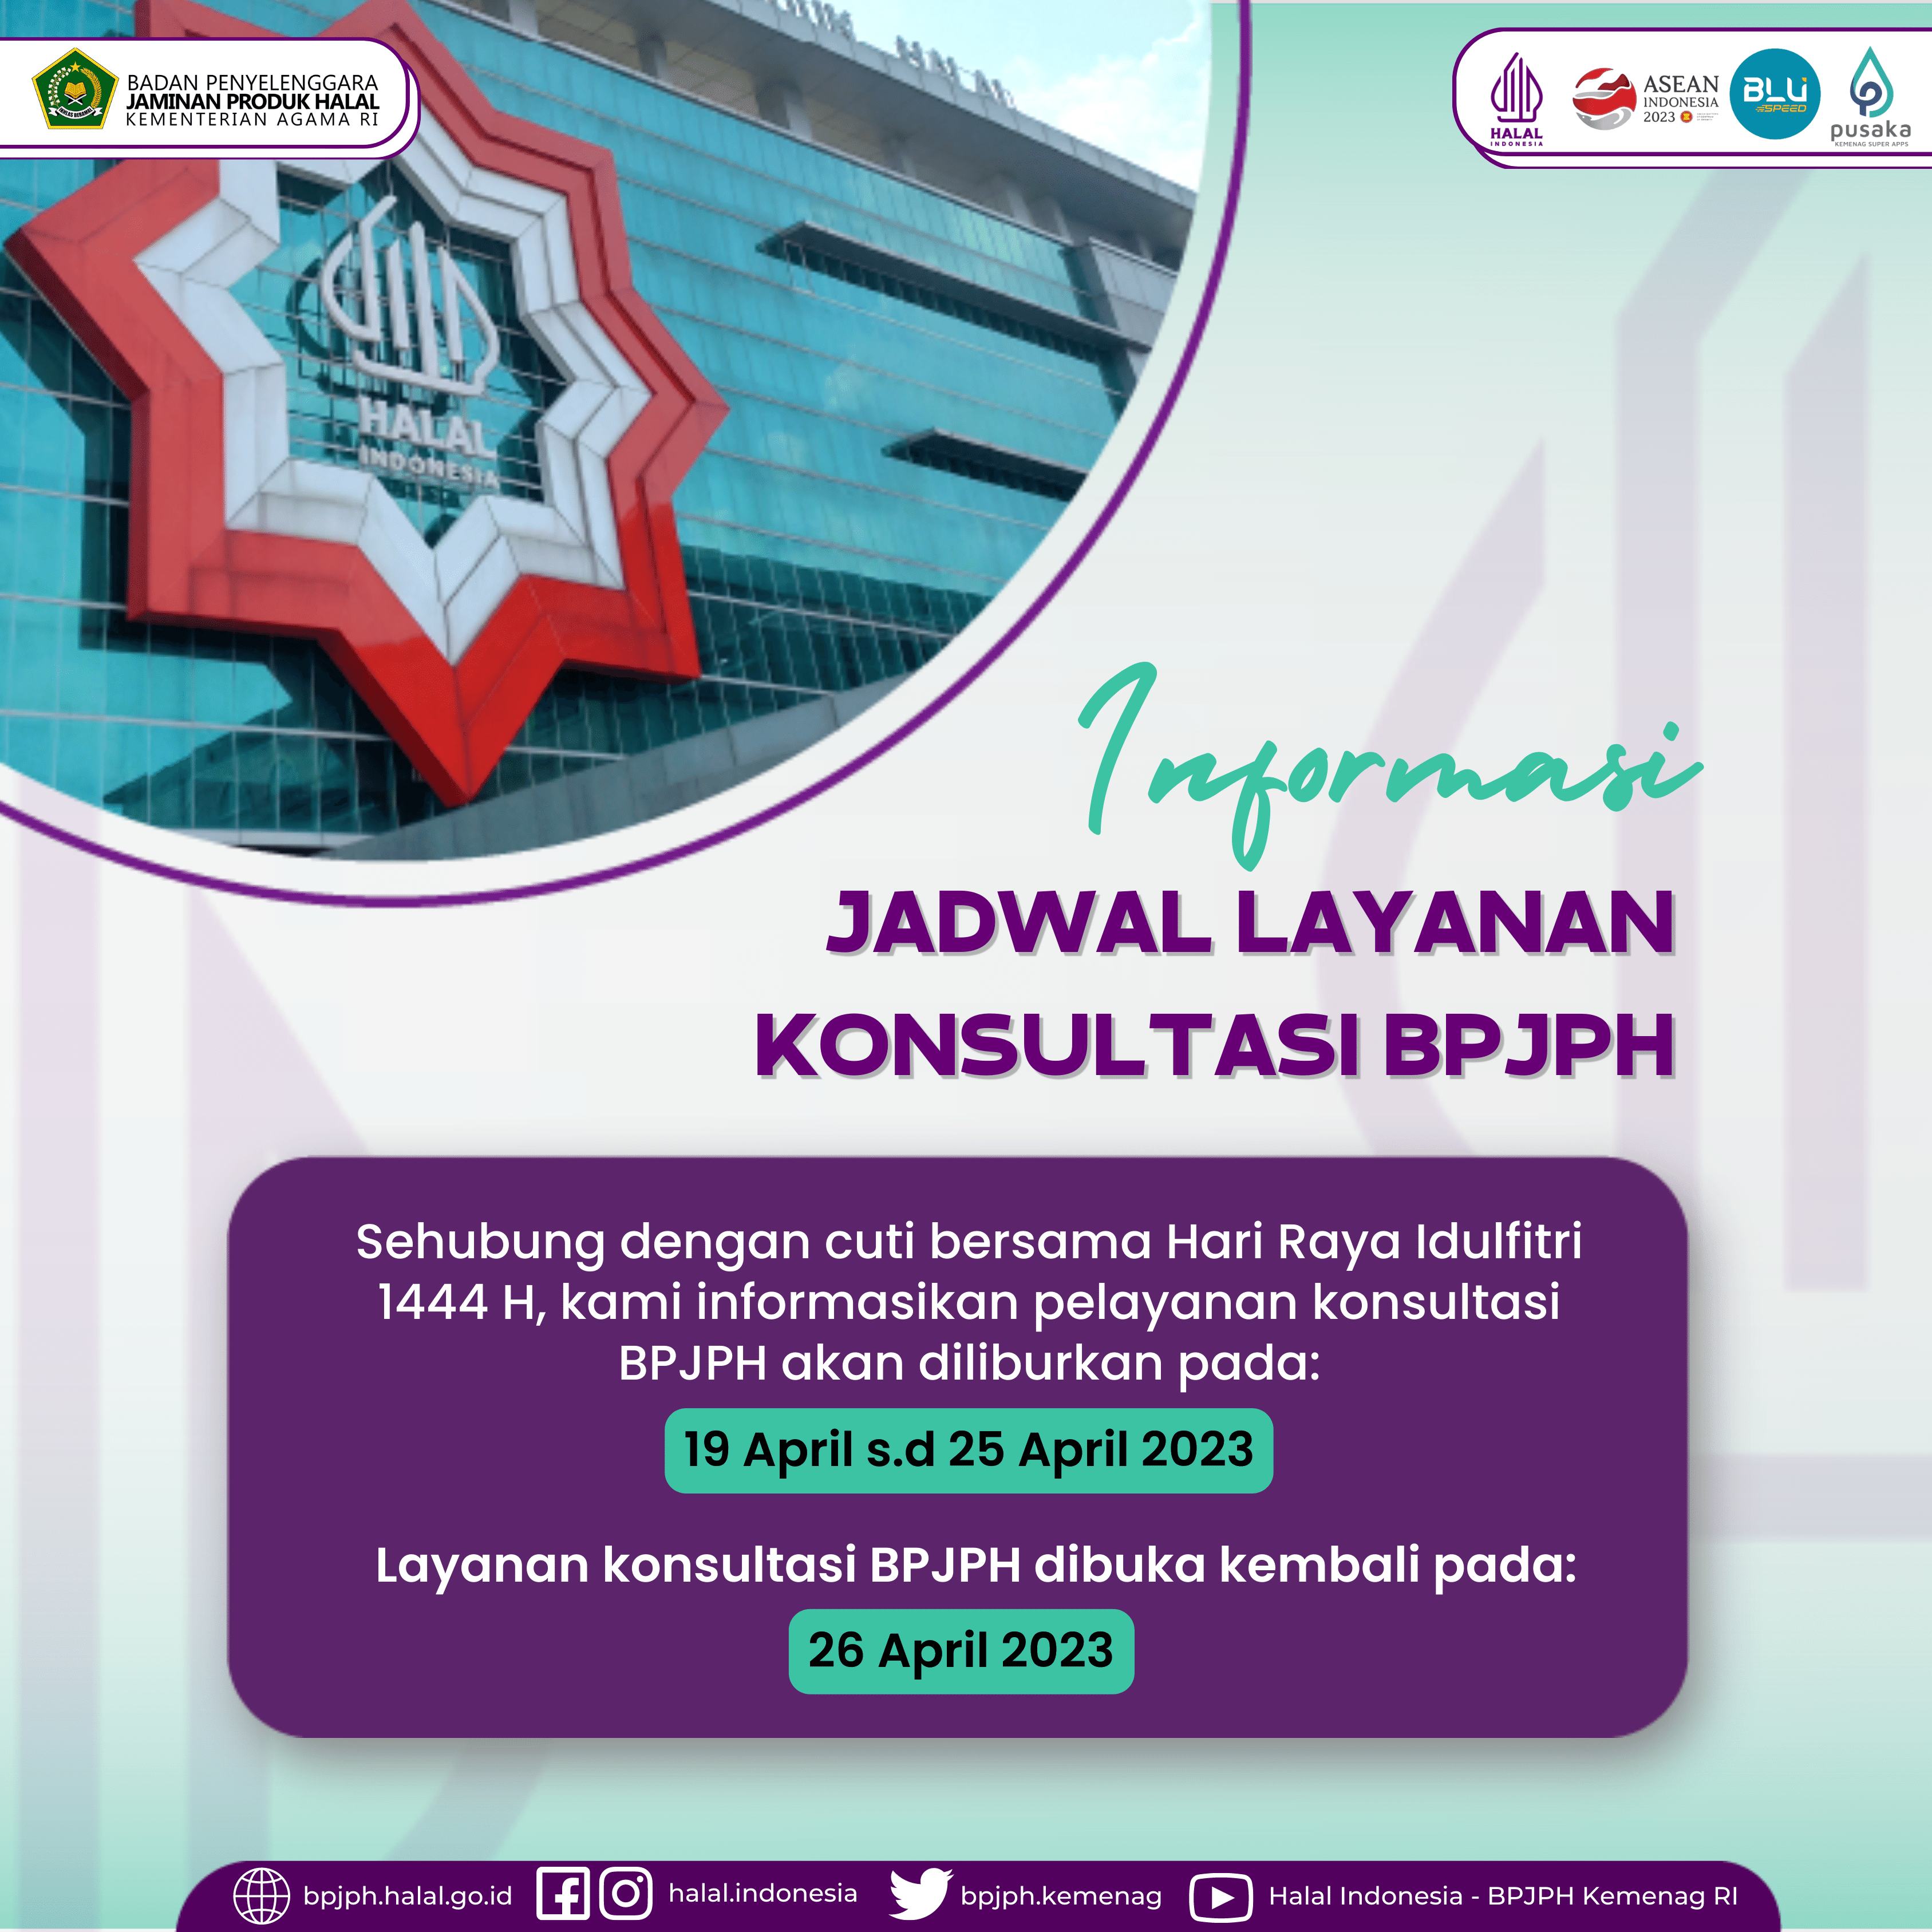 BADAN PENYELENGGARA
JAMINAN PRODUK HALAL
KEMENTERIAN AGAMA RI
HALAL
INDONESIA
ASEAN
INDONESIA
2023
BLU
SPEED
pusaka
KEMENAG SUPER APPS
HALAL
INDONESIA
Informasi
JADWAL LAYANAN
KONSULTASI BPJPH
Sehubung dengan cuti bersama Hari Raya Idulfitri
1444 H, kami informasikan pelayanan konsultasi
BPJPH akan diliburkan pada:
19 April s.d 25 April 2023
Layanan konsultasi BPJPH dibuka kembali pada:
26 April 2023
bpjph.halal.go.id
halal.indonesia
bpjph.kemenag
Halal Indonesia - BPJPH Kemenag RI